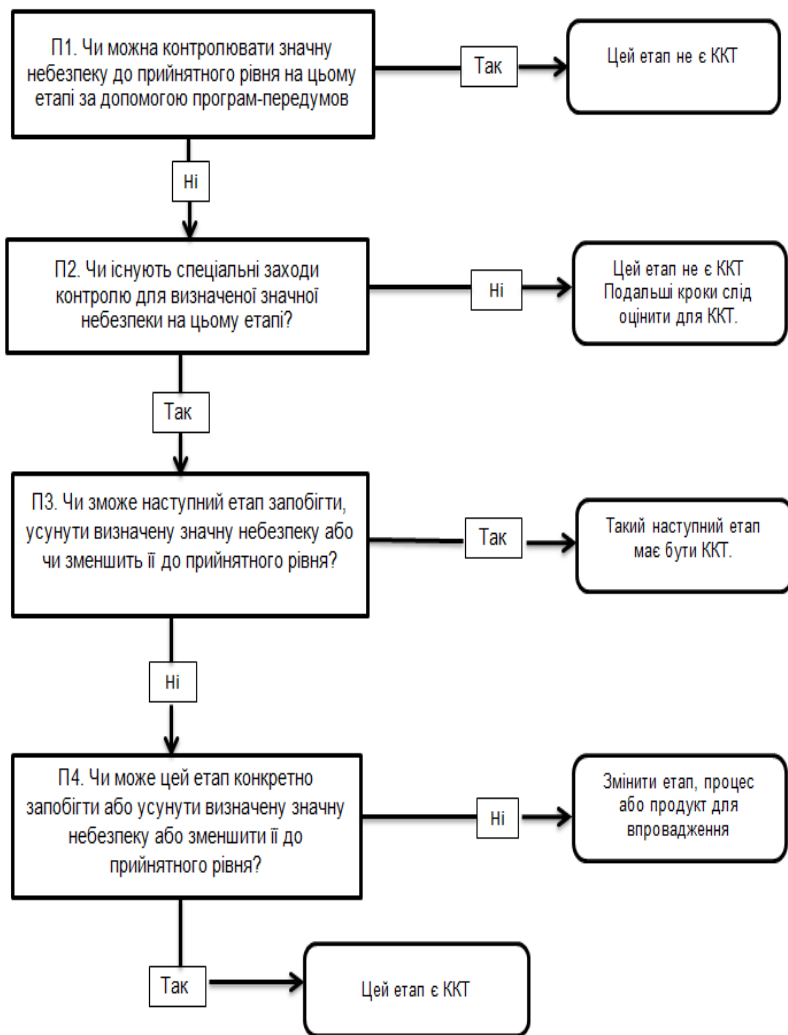 П1. Чи можна контролювати значну
небезпеку до прийнятного рівня на цьому
етапі за допомогою програм-передумов
Так
Цей етап не є ККТ
Ні
П2. Чи існують спеціальні заходи
контролю для визначеної значної
небезпеки на цьому етапі?
Ні
Цей етап не є ККТ
Подальші кроки слід
оцінити для ККТ.
Так
П3. Чи зможе наступний етап запобігти,
усунути визначену значну небезпеку або
чи зменшить її до прийнятного рівня?
Так
Такий наступний етап
має бути ККТ.
Ні
П4. Чи може цей етап конкретно
запобігти або усунути визначену значну
небезпеку або зменшити її до
прийнятного рівня?
Ні
Змінити етап, процес
або продукт для
впровадження
Так
Цей етап є ККТ